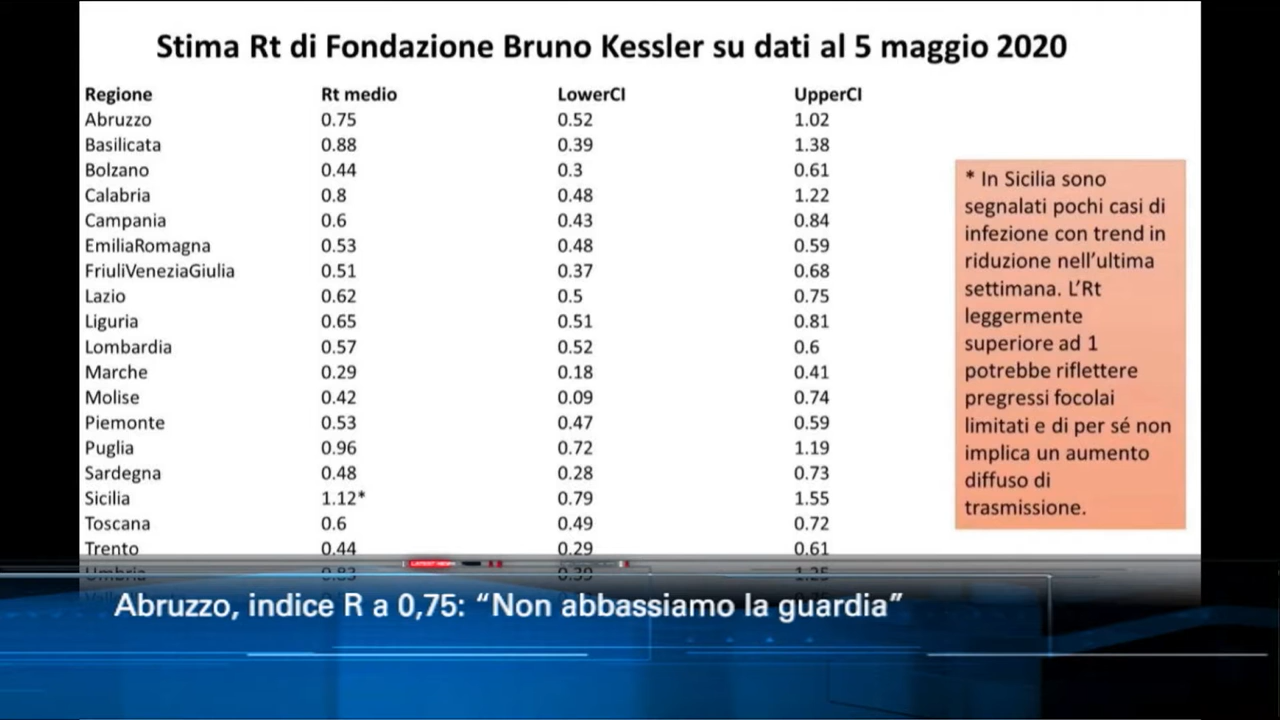 Stima Rt di Fondazione Bruno Kessler su dati al 5 maggio 2020
Regione Rt medio LowerCI UpperCI
Abruzzo 0.75 0.52 1.02
Basilicata 0.88 0.39 1.38
Bolzano 0.44 0.3 0.61
Calabria 0.8 0.48 1.22
Campania 0.6 0.43 0.84
EmiliaRomagna 0.53 0.48 0.59
FriuliVeneziaGiulia 0.51 0.37 0.68
Lazio 0.62 0.5 0.75
Liguria 0.65 0.51 0.81
Lombardia 0.57 0.52 0.6
Marche 0.29 0.18 0.41
Molise 0.42 0.09 0.74
Piemonte 0.53 0.47 0.59
Puglia 0.96 0.72 1.19
Sardegna 0.48 0.28 0.73
Sicilia 1.12* 0.79 1.55
Toscana 0.6 0.49 0.72
Trento 0.44 0.29 0.61
Umbria 0.83 0.39 1.25
* In Sicilia sono
segnalati pochi casi di
infezione con trend in
riduzione nell'ultima
settimana. L'Rt
leggermente
superiore ad 1
potrebbe riflettere
pregressi focolai
limitati e di per sé non
implica un aumento
diffuso di
trasmissione.
LATEST NEWS
Abruzzo, indice R a 0,75: “Non abbassiamo la guardia”